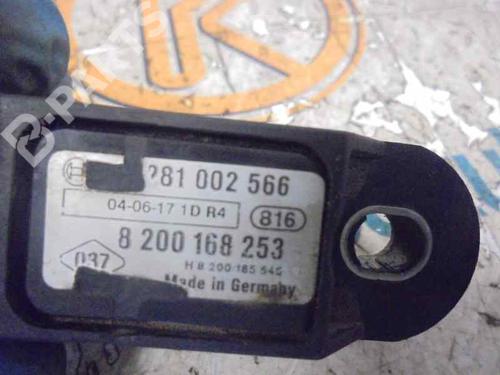 281 002 566
04-06-17 1D R4
816
8 200 168 253
037
H 8 200 185 545
Made in Germany
B-PARTS